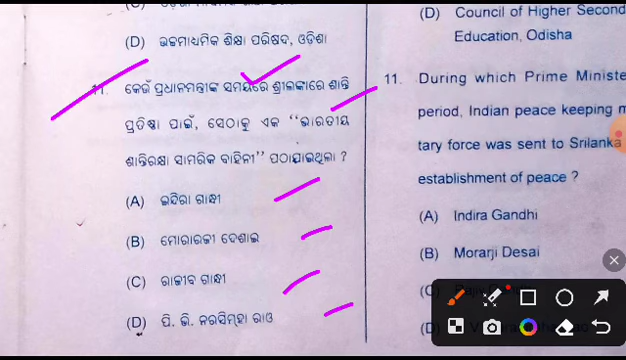 (D) ଉଚ୍ଚମାଧ୍ୟମିକ ଶିକ୍ଷା ପରିଷଦ, ଓଡ଼ିଶା
11. କେଉଁ ପ୍ରଧାନମନ୍ତ୍ରୀଙ୍କ ସମୟରେ ଶ୍ରୀଲଙ୍କାରେ ଶାନ୍ତି
ପ୍ରତିଷ୍ଠା ପାଇଁ, ସେଠାକୁ ଏକ “ଭାରତୀୟ
ଶାନ୍ତିରକ୍ଷା ସାମରିକ ବାହିନୀ” ପଠାଯାଇଥିଲା ?
(A) ଇନ୍ଦିରା ଗାନ୍ଧୀ
(B) ମୋରାରଜୀ ଦେଶାଇ
(C) ରାଜୀବ ଗାନ୍ଧୀ
(D) ପି. ଭି. ନରସିମ୍ହା ରାଓ
(D) Council of Higher Second
Education, Odisha
11. During which Prime Ministe
period, Indian peace keeping m
tary force was sent to Srilanka
establishment of peace ?
(A) Indira Gandhi
(B) Morarji Desai
(C)
(D)